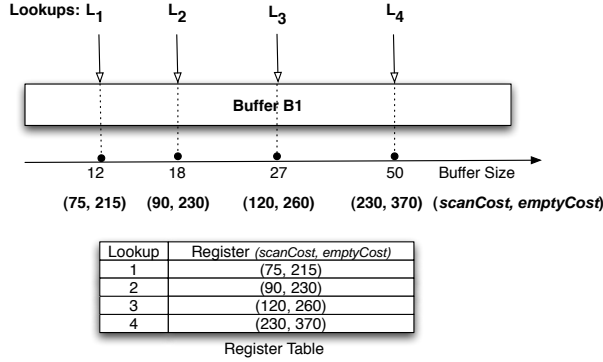 Lookups: L1 L2 L3 L4
Buffer B1
12 18 27 50 Buffer Size
(75, 215) (90, 230) (120, 260) (230, 370) (scanCost, emptyCost)
Lookup Register (scanCost, emptyCost)
1 (75, 215)
2 (90, 230)
3 (120, 260)
4 (230, 370)
Register Table